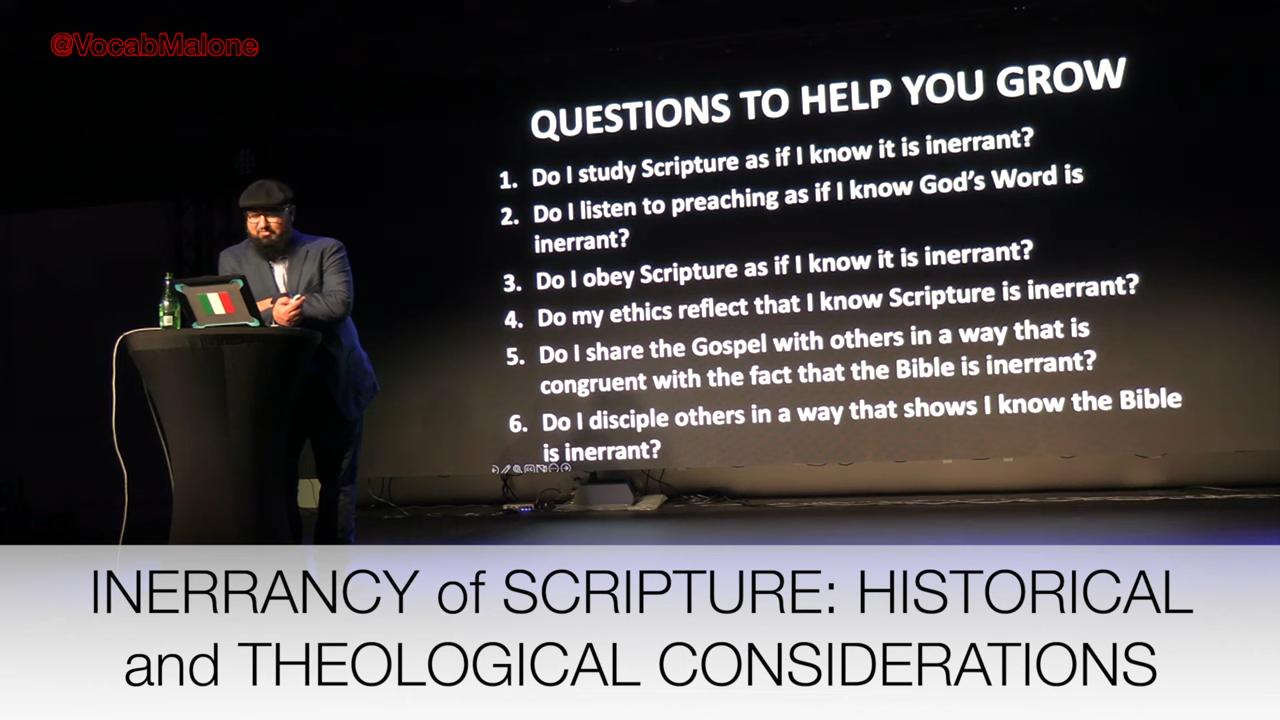 @VocabMalone
QUESTIONS TO HELP YOU GROW
1. Do I study Scripture as if I know it is inerrant?
2. Do I listen to preaching as if I know God's Word is
inerrant?
3. Do I obey Scripture as if I know it is inerrant?
4. Do my ethics reflect that I know Scripture is inerrant?
5. Do I share the Gospel with others in a way that is
congruent with the fact that the Bible is inerrant?
6. Do I disciple others in a way that shows I know the Bible
is inerrant?
INERRANCY of SCRIPTURE: HISTORICAL
and THEOLOGICAL CONSIDERATIONS